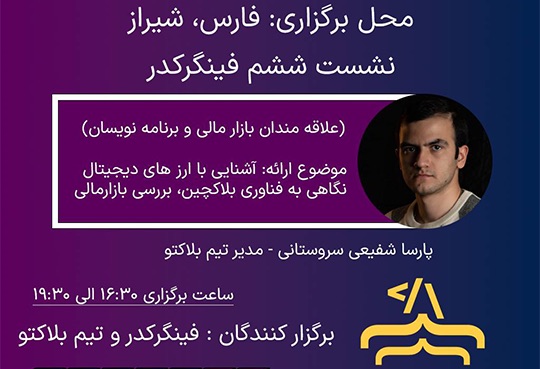 محل برگزاری: فارس، شیراز
نشست ششم فینگرکدر
(علاقه مندان بازار مالی و برنامه نویسان)
موضوع ارائه: آشنایی با ارز های دیجیتال
نگاهی به فناوری بلاکچین، بررسی بازارمالی
پارسا شفیعی سروستانی - مدیر تیم بلاکتو
ساعت برگزاری ۱۶:۳۰ الی ۱۹:۳۰
برگزار کنندگان : فینگرکدر و تیم بلاکتو